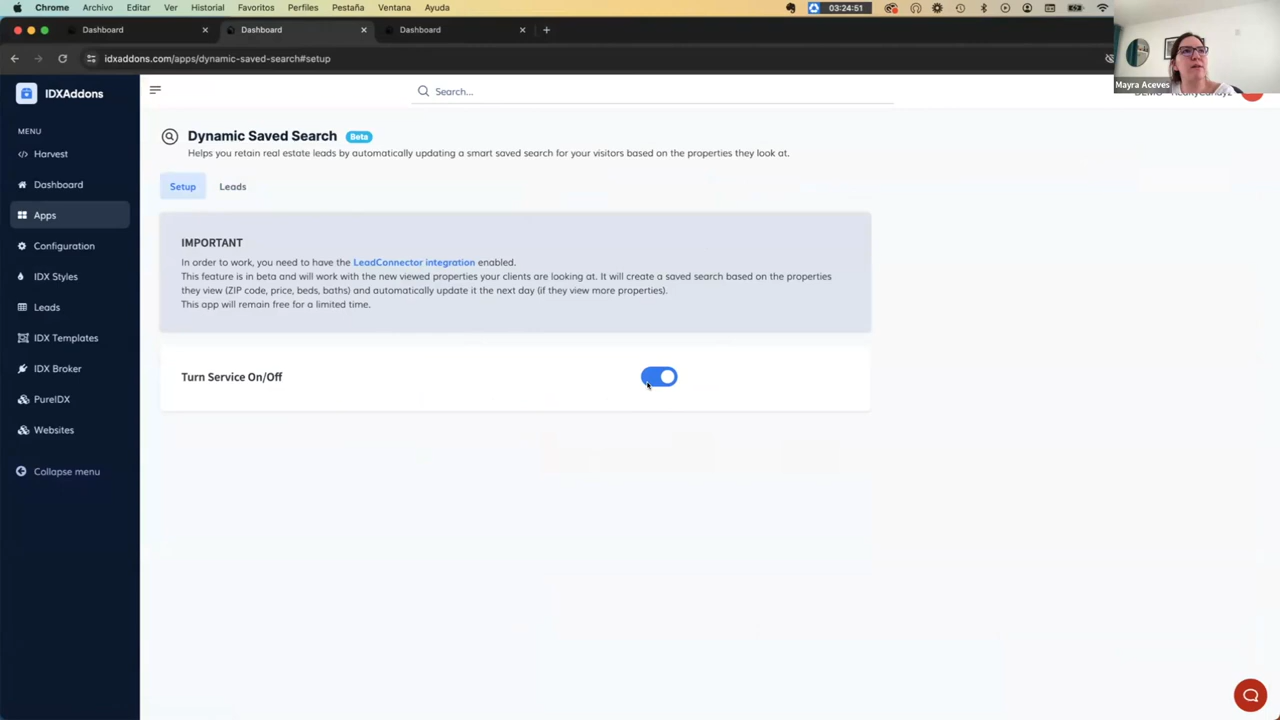 Chrome Archivo Editar Ver Historial Favoritos Perfiles Pestaña Ventana Ayuda 03:24:51
Dashboard Dashboard Dashboard
idxaddons.com/apps/dynamic-saved-search#setup
Mayra Aceves
IDXAddons
Search...
MENU
Harvest
Dashboard
Apps
Configuration
IDX Styles
Leads
IDX Templates
IDX Broker
PureIDX
Websites
Collapse menu
Dynamic Saved Search Beta
Helps you retain real estate leads by automatically updating a smart saved search for your visitors based on the properties they look at.
Setup Leads
IMPORTANT
In order to work, you need to have the LeadConnector integration enabled.
This feature is in beta and will work with the new viewed properties your clients are looking at. It will create a saved search based on the properties
they view (ZIP code, price, beds, baths) and automatically update it the next day (if they view more properties).
This app will remain free for a limited time.
Turn Service On/Off